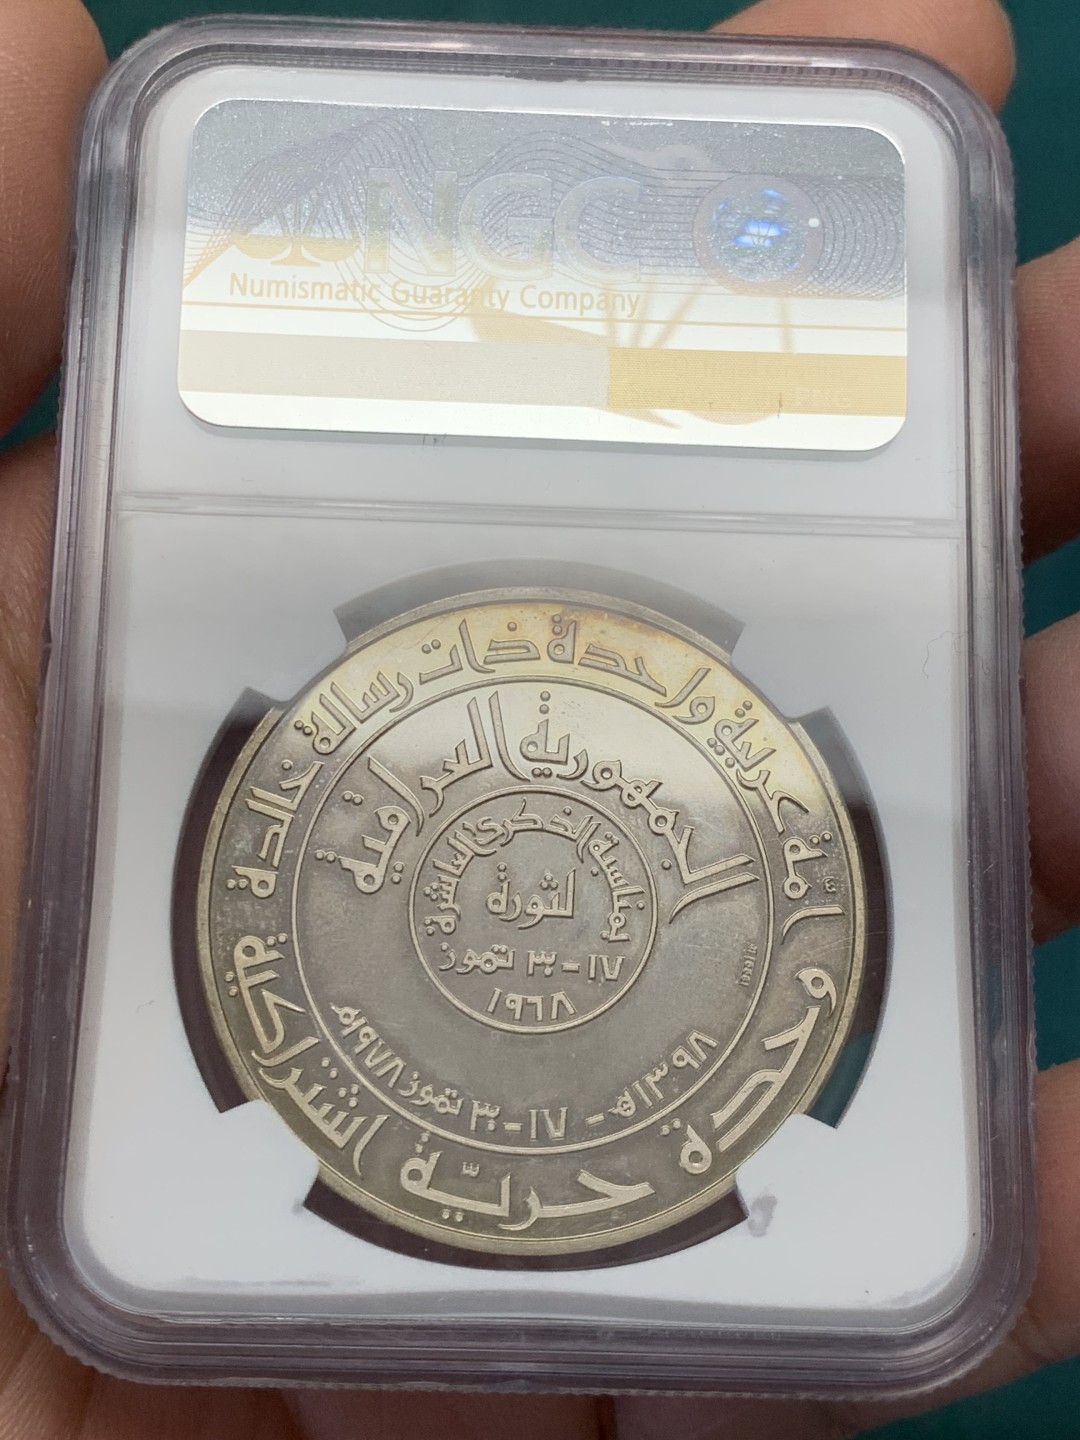 NGC
Numismatic Guaranty Company
أمة عربية واحدة ذات رسالة خالدة
وحدة حرية اشتراكية
الجمهورية العراقية
١٣٩٨هـ - ١٧-٣٠ تموز ١٩٧٨م
بمناسبة الذكرى العاشرة
لثورة
١٧-٣٠ تموز
١٩٦٨